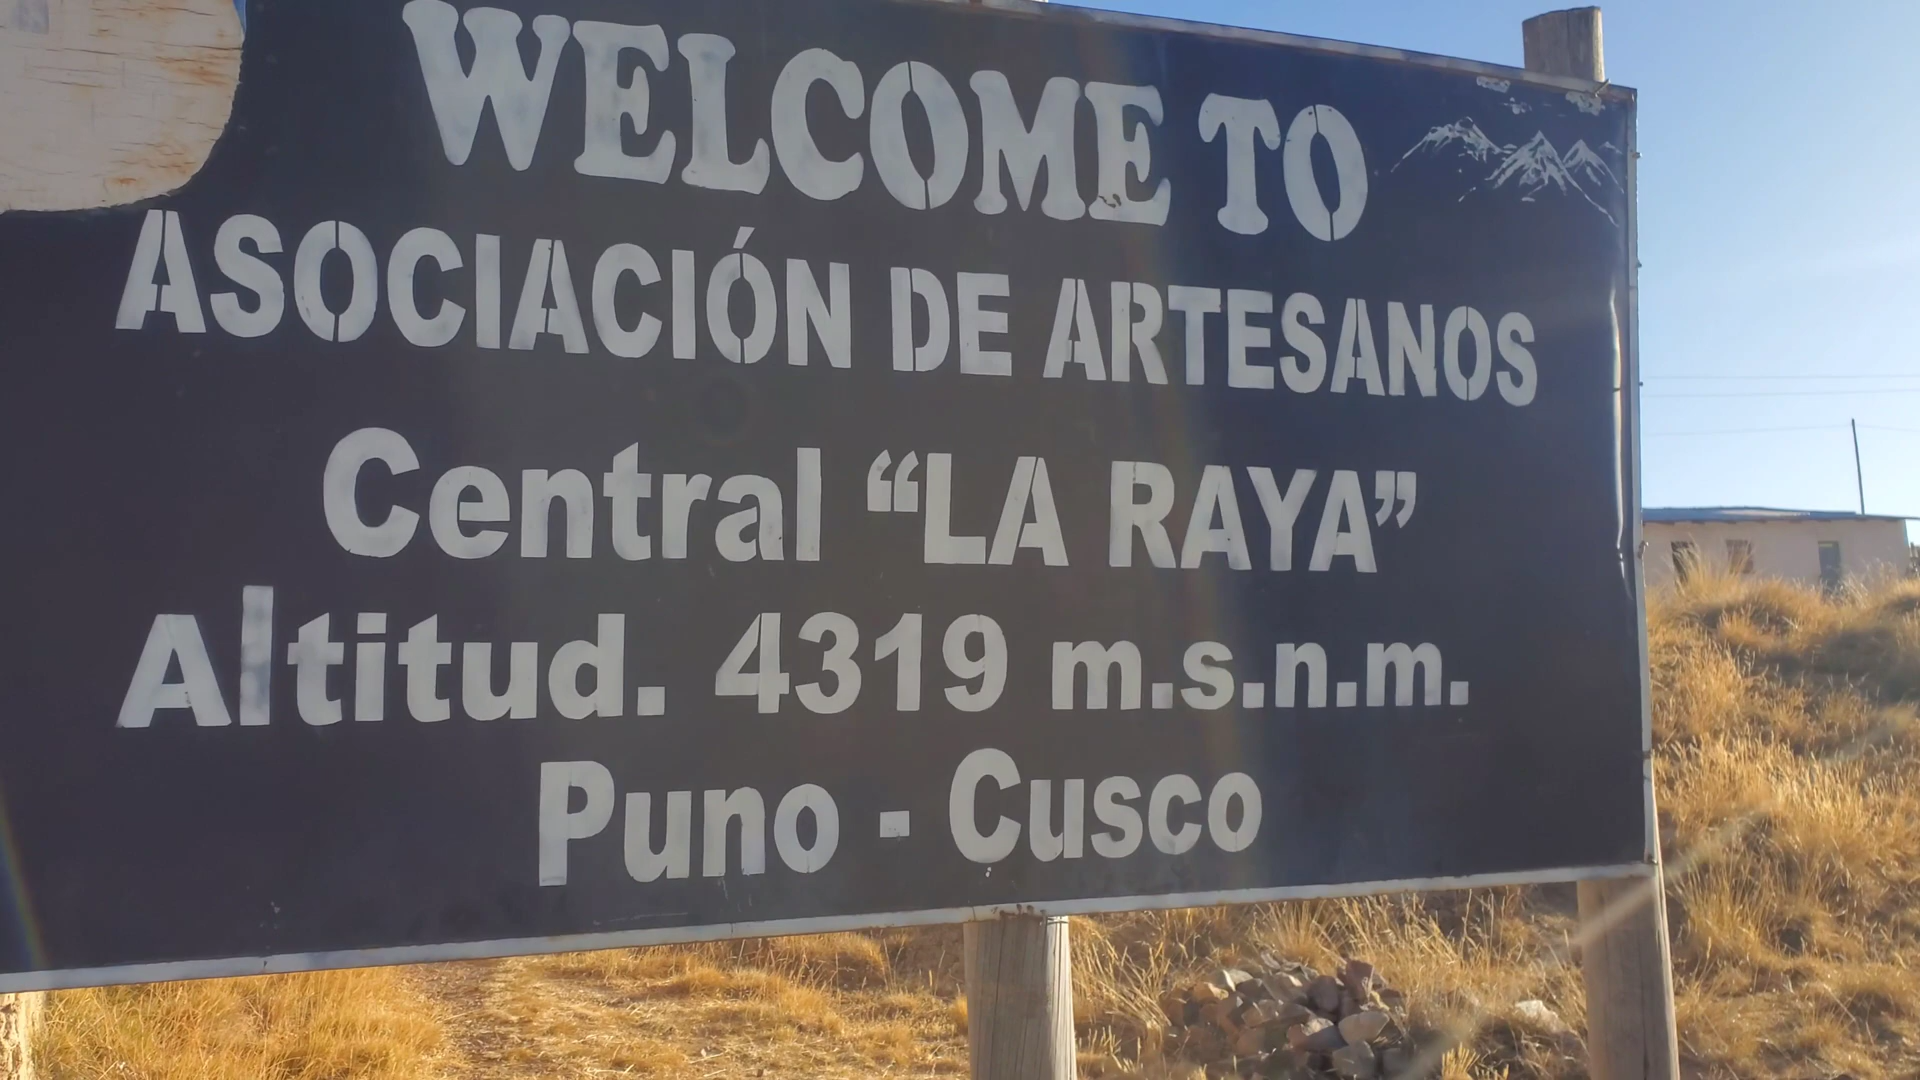 WELCOME TO
ASOCIACIÓN DE ARTESANOS
Central “LA RAYA”
Altitud. 4319 m.s.n.m.
Puno - Cusco